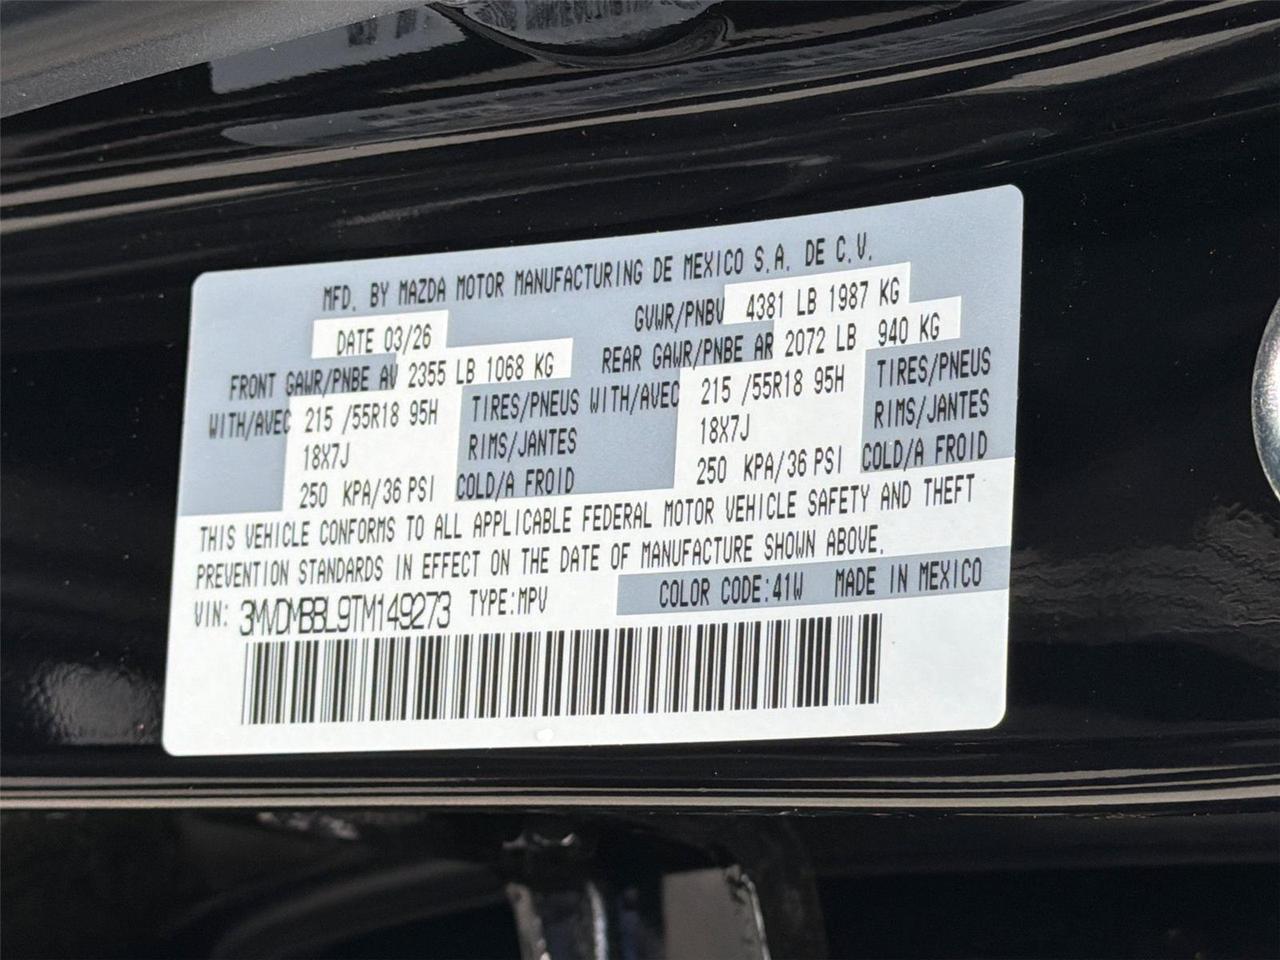 MFD. BY MAZDA MOTOR MANUFACTURING DE MEXICO S.A. DE C.V.
DATE 03/26 GVWR/PNBV 4381 LB 1987 KG
FRONT GAWR/PNBE AV 2355 LB 1068 KG REAR GAWR/PNBE AR 2072 LB 940 KG
WITH/AVEC 215 /55R18 95H TIRES/PNEUS WITH/AVEC 215 /55R18 95H TIRES/PNEUS
18X7J RIMS/JANTES 18X7J RIMS/JANTES
250 KPA/36 PSI COLD/A FROID 250 KPA/36 PSI COLD/A FROID
THIS VEHICLE CONFORMS TO ALL APPLICABLE FEDERAL MOTOR VEHICLE SAFETY AND THEFT
PREVENTION STANDARDS IN EFFECT ON THE DATE OF MANUFACTURE SHOWN ABOVE.
VIN: 3MVDMBBL9TM149273 TYPE:MPV COLOR CODE:41W MADE IN MEXICO